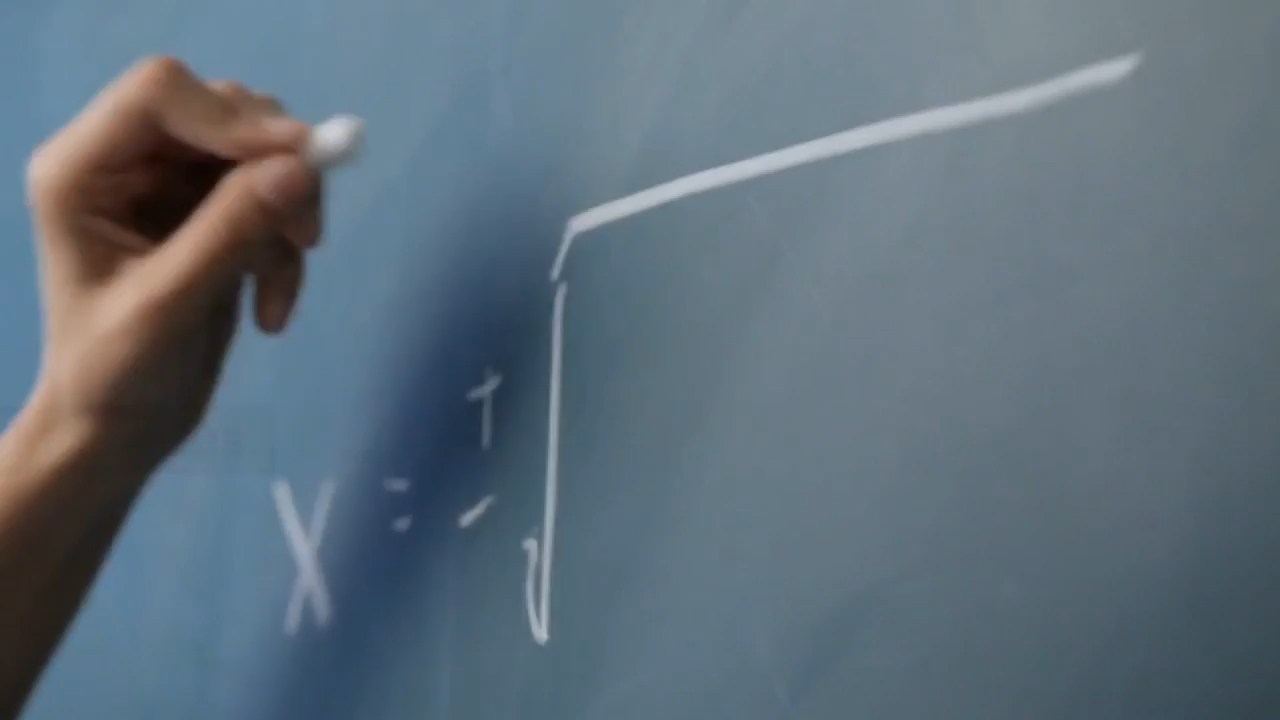 X = ± √